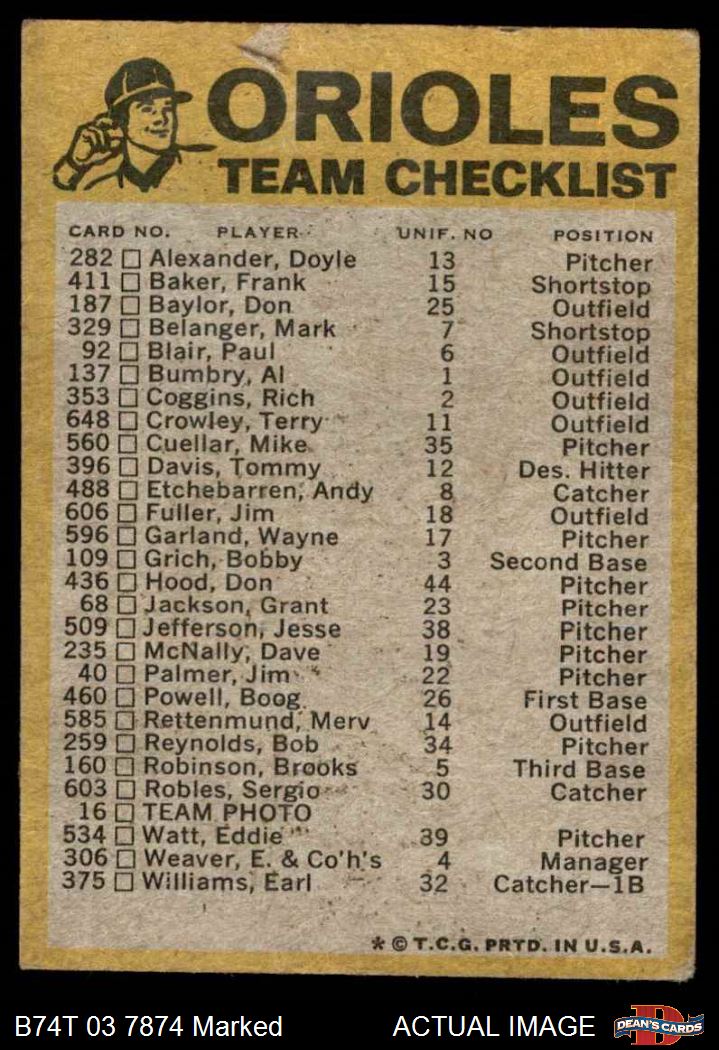 ORIOLES
TEAM CHECKLIST
CARD NO. PLAYER UNIF. NO POSITION
282 □ Alexander, Doyle 13 Pitcher
411 □ Baker, Frank 15 Shortstop
187 □ Baylor, Don 25 Outfield
329 □ Belanger, Mark 7 Shortstop
92 □ Blair, Paul 6 Outfield
137 □ Bumbry, Al 1 Outfield
353 □ Coggins, Rich 2 Outfield
648 □ Crowley, Terry 11 Outfield
560 □ Cuellar, Mike 35 Pitcher
396 □ Davis, Tommy 12 Des. Hitter
488 □ Etchebarren, Andy 8 Catcher
606 □ Fuller, Jim 18 Outfield
596 □ Garland, Wayne 17 Pitcher
109 □ Grich, Bobby 3 Second Base
436 □ Hood, Don 44 Pitcher
68 □ Jackson, Grant 23 Pitcher
509 □ Jefferson, Jesse 38 Pitcher
235 □ McNally, Dave 19 Pitcher
40 □ Palmer, Jim 22 Pitcher
460 □ Powell, Boog 26 First Base
585 □ Rettenmund, Merv 14 Outfield
259 □ Reynolds, Bob 34 Pitcher
160 □ Robinson, Brooks 5 Third Base
603 □ Robles, Sergio 30 Catcher
16 □ TEAM PHOTO
534 □ Watt, Eddie 39 Pitcher
306 □ Weaver, E. & Co'h's 4 Manager
375 □ Williams, Earl 32 Catcher—1B
* © T.C.G. PRTD. IN U.S.A.
B74T 03 7874 Marked ACTUAL IMAGE DEAN'S CARDS